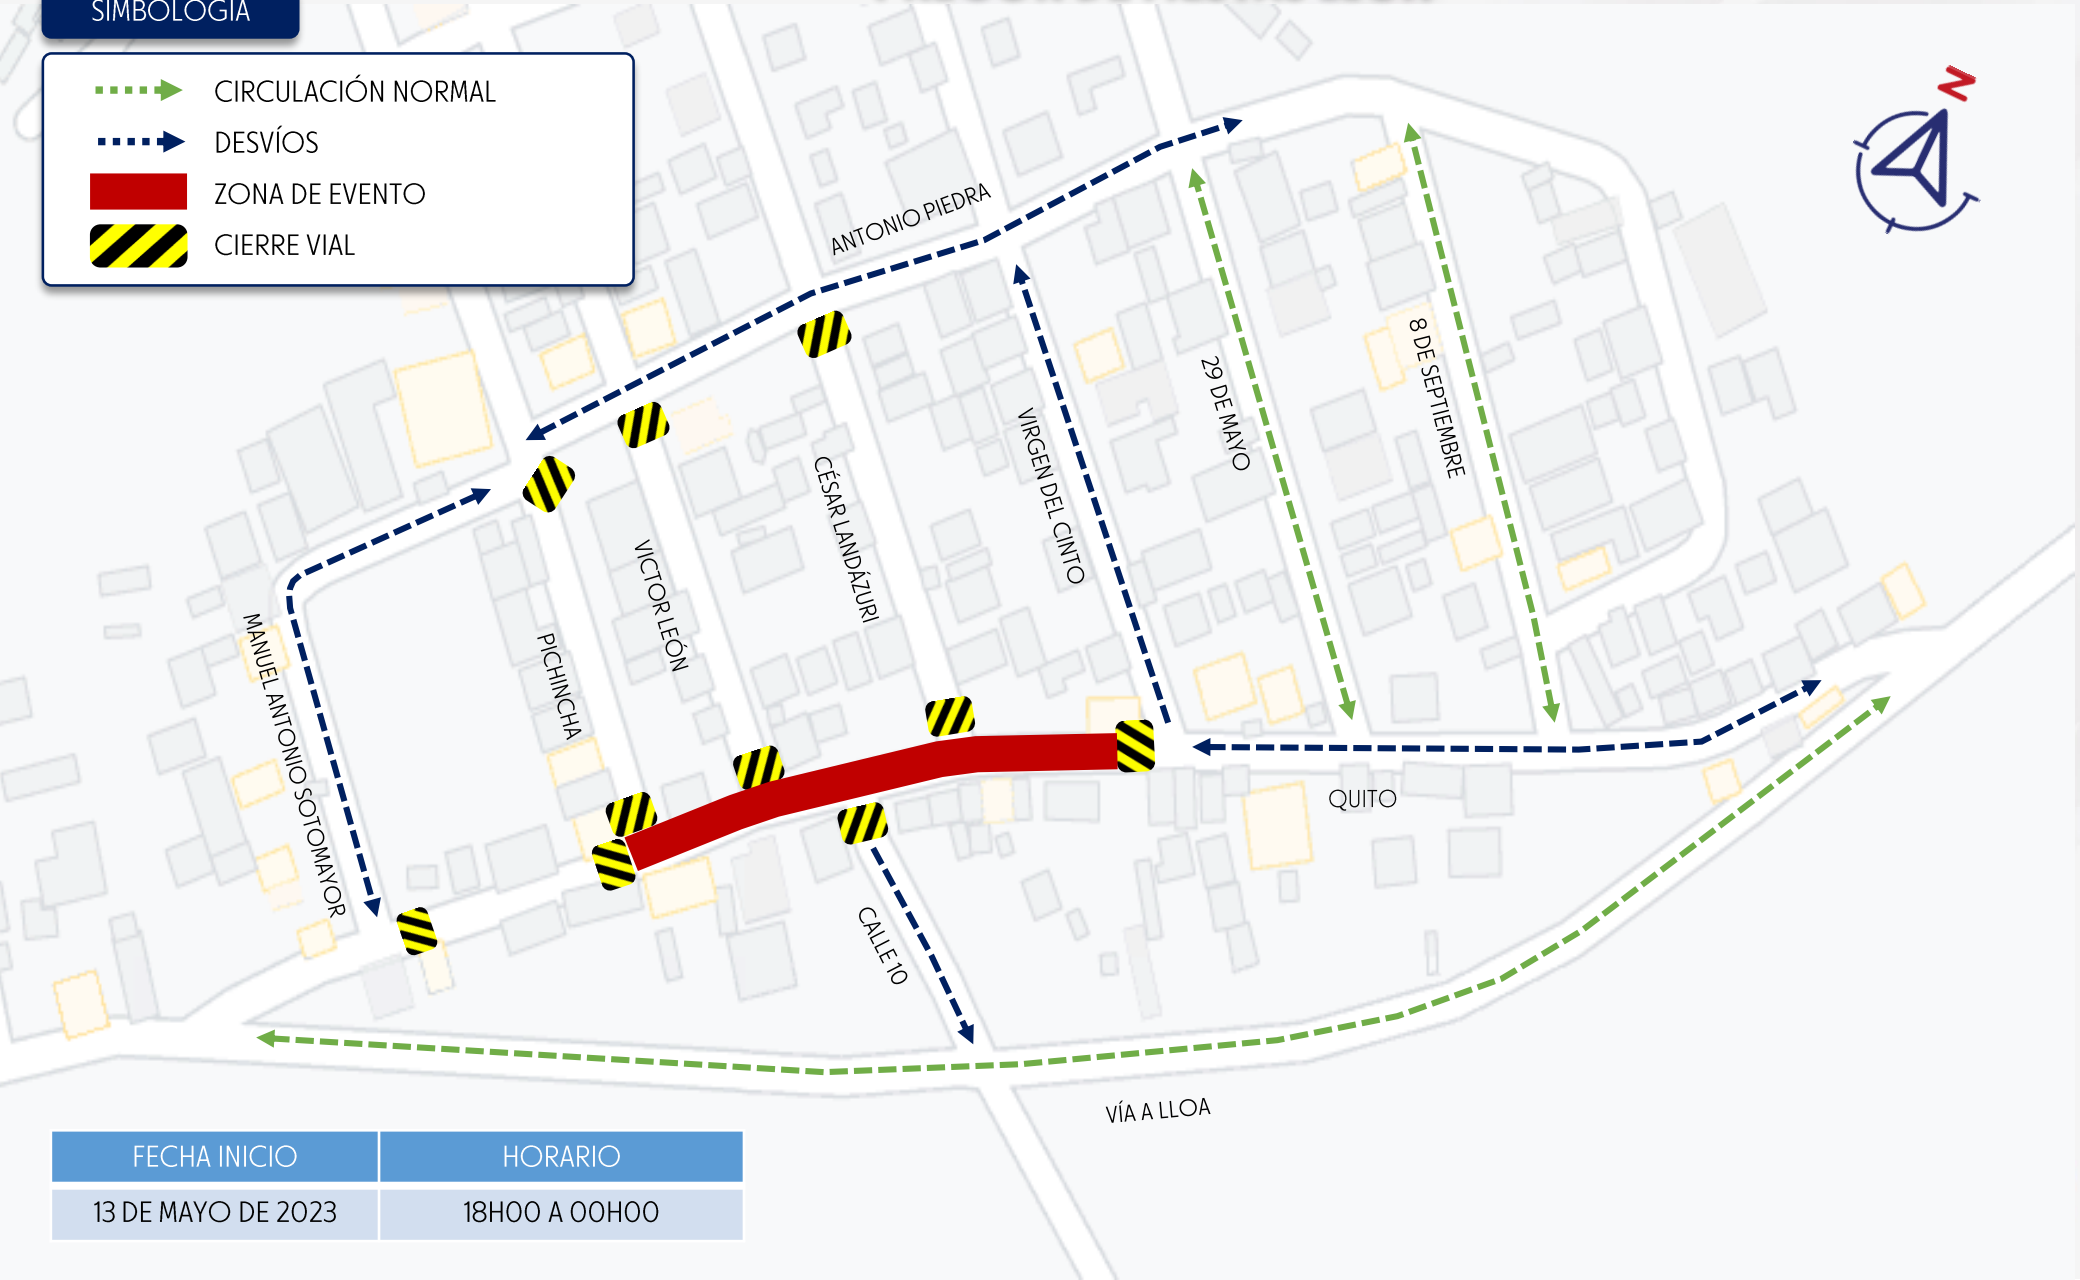 SIMBOLOGÍA
CIRCULACIÓN NORMAL
DESVÍOS
ZONA DE EVENTO
CIERRE VIAL
N
ANTONIO PIEDRA
29 DE MAYO
8 DE SEPTIEMBRE
VIRGEN DEL CINTO
CÉSAR LANDÁZURI
VICTOR LEÓN
PICHINCHA
MANUEL ANTONIO SOTOMAYOR
QUITO
CALLE 10
VÍA A LLOA
FECHA INICIO
HORARIO
13 DE MAYO DE 2023
18H00 A 00H00